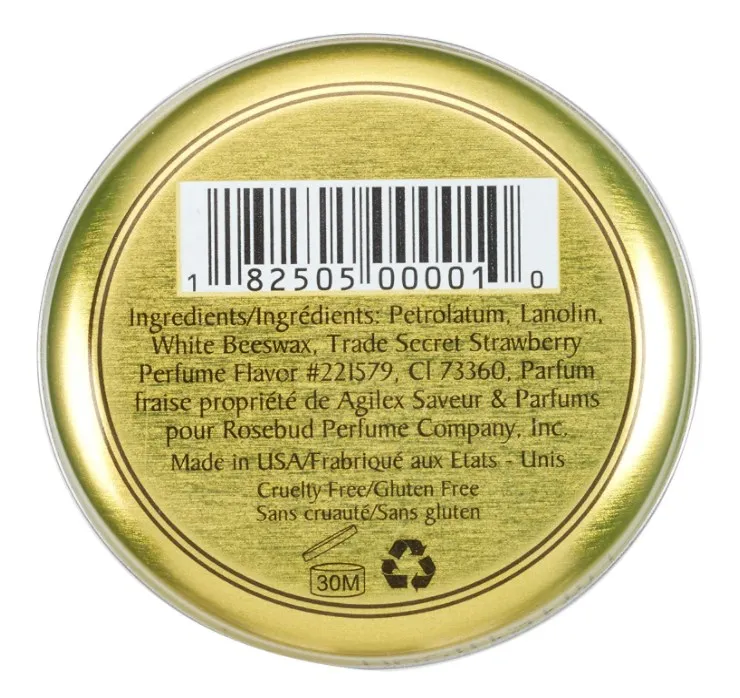 1 82505 00001 0
Ingredients/Ingrédients: Petrolatum, Lanolin,
White Beeswax, Trade Secret Strawberry
Perfume Flavor #221579, CI 73360, Parfum
fraise propriété de Agilex Saveur & Parfums
pour Rosebud Perfume Company, Inc.
Made in USA/Frabriqué aux Etats - Unis
Cruelty-Free/Gluten Free
Sans cruauté/Sans gluten
30M